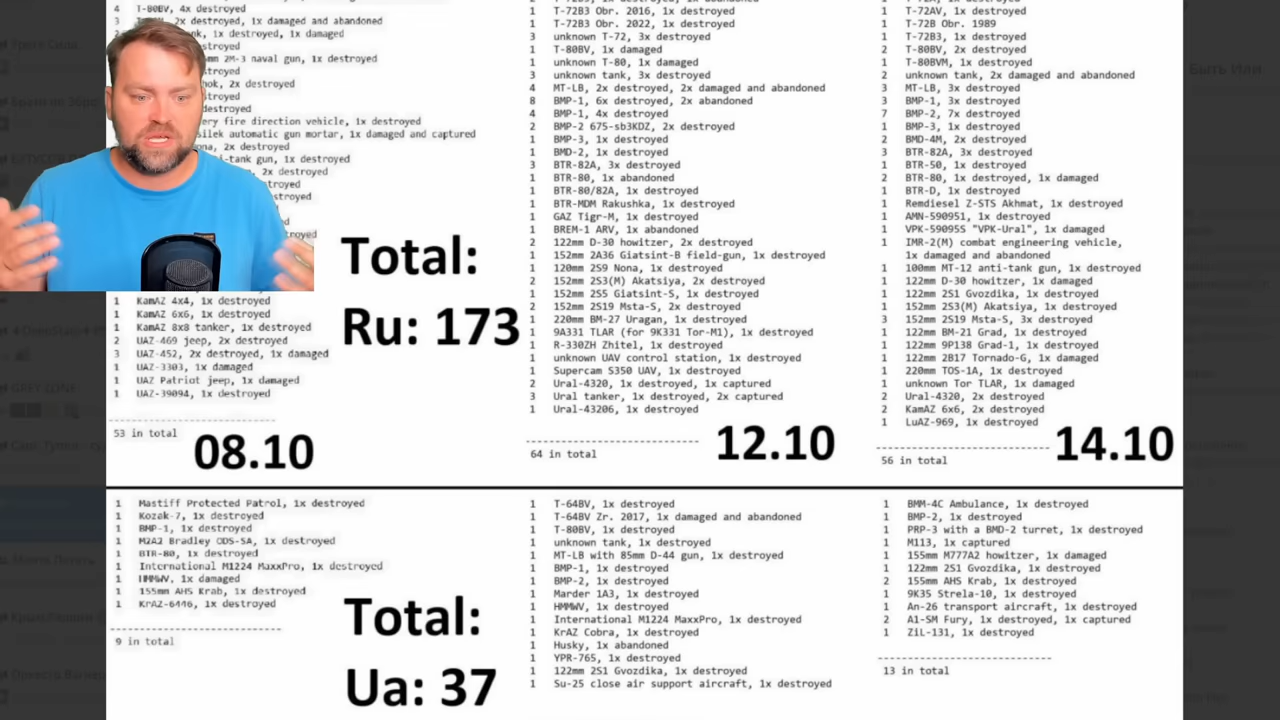 4 T-80BV, 4x destroyed
3 2x destroyed, 1x damaged and abandoned
2 1x destroyed, 1x damaged
destroyed
2M-3 naval gun, 1x destroyed
2x destroyed
fire direction vehicle, 1x destroyed
automatic gun mortar, 1x damaged and captured
2x destroyed
gun, 1x destroyed
2x destroyed
destroyed
1 KamAZ 4x4, 1x destroyed
1 KamAZ 6x6, 1x destroyed
1 KamAZ 8x8 tanker, 1x destroyed
2 UAZ-469 jeep, 2x destroyed
3 UAZ-452, 2x destroyed, 1x damaged
1 UAZ-3303, 1x damaged
1 UAZ Patriot jeep, 1x damaged
1 UAZ-39094, 1x destroyed
53 in total
08.10
Total:
Ru: 173
1 T-72B3 Obr. 2016, 1x destroyed
1 T-72B3 Obr. 2022, 1x destroyed
3 unknown T-72, 3x destroyed
1 T-80BV, 1x damaged
1 unknown T-80, 1x damaged
3 unknown tank, 3x destroyed
4 MT-LB, 2x destroyed, 2x damaged and abandoned
8 BMP-1, 6x destroyed, 2x abandoned
4 BMP-1, 4x destroyed
2 BMP-2 675-sb3KDZ, 2x destroyed
1 BMP-3, 1x destroyed
1 BMD-2, 1x destroyed
3 BTR-82A, 3x destroyed
1 BTR-80, 1x abandoned
1 BTR-80/82A, 1x destroyed
1 BTR-MDM Rakushka, 1x destroyed
1 GAZ Tigr-M, 1x destroyed
1 BREM-1 ARV, 1x abandoned
2 122mm D-30 howitzer, 2x destroyed
1 152mm 2A36 Giatsint-B field-gun, 1x destroyed
1 120mm 2S9 Nona, 1x destroyed
2 152mm 2S3(M) Akatsiya, 2x destroyed
1 152mm 2S5 Giatsint-S, 1x destroyed
2 152mm 2S19 Msta-S, 2x destroyed
1 220mm BM-27 Uragan, 1x destroyed
1 9A331 TLAR (for 9K331 Tor-M1), 1x destroyed
1 R-330ZH Zhitel, 1x destroyed
1 unknown UAV control station, 1x destroyed
1 Supercam S350 UAV, 1x destroyed
2 Ural-4320, 1x destroyed, 1x captured
3 Ural tanker, 1x destroyed, 2x captured
1 Ural-43206, 1x destroyed
64 in total
12.10
1 T-72AV, 1x destroyed
1 T-72B Obr. 1989
1 T-72B3, 1x destroyed
2 T-80BV, 2x destroyed
1 T-80BVM, 1x destroyed
2 unknown tank, 2x damaged and abandoned
3 MT-LB, 3x destroyed
3 BMP-1, 3x destroyed
7 BMP-2, 7x destroyed
1 BMP-3, 1x destroyed
2 BMD-4M, 2x destroyed
3 BTR-82A, 3x destroyed
1 BTR-50, 1x destroyed
2 BTR-80, 1x destroyed, 1x damaged
1 BTR-D, 1x destroyed
1 Remdiesel Z-STS Akhmat, 1x destroyed
1 AMN-590951, 1x destroyed
1 VPK-59095S "VPK-Ural", 1x damaged
1 IMR-2(M) combat engineering vehicle,
1x damaged and abandoned
1 100mm MT-12 anti-tank gun, 1x destroyed
1 122mm D-30 howitzer, 1x damaged
1 122mm 2S1 Gvozdika, 1x destroyed
1 152mm 2S3(M) Akatsiya, 1x destroyed
3 152mm 2S19 Msta-S, 3x destroyed
1 122mm BM-21 Grad, 1x destroyed
1 122mm 9P138 Grad-1, 1x destroyed
1 122mm 2B17 Tornado-G, 1x damaged
1 220mm TOS-1A, 1x destroyed
1 unknown Tor TLAR, 1x damaged
2 Ural-4320, 2x destroyed
2 KamAZ 6x6, 2x destroyed
1 LuAZ-969, 1x destroyed
56 in total
14.10
Быть Или
1 Mastiff Protected Patrol, 1x destroyed
1 Kozak-7, 1x destroyed
1 BMP-1, 1x destroyed
1 M2A2 Bradley ODS-SA, 1x destroyed
1 BTR-80, 1x destroyed
1 International M1224 MaxxPro, 1x destroyed
1 HMMWV, 1x damaged
1 155mm AHS Krab, 1x destroyed
1 KrAZ-6446, 1x destroyed
9 in total
Total:
Ua: 37
1 T-64BV, 1x destroyed
1 T-64BV Zr. 2017, 1x damaged and abandoned
1 T-80BV, 1x destroyed
1 unknown tank, 1x destroyed
1 MT-LB with 85mm D-44 gun, 1x destroyed
1 BMP-1, 1x destroyed
1 BMP-2, 1x destroyed
1 Marder 1A3, 1x destroyed
1 HMMWV, 1x destroyed
1 International M1224 MaxxPro, 1x destroyed
1 KrAZ Cobra, 1x destroyed
1 Husky, 1x abandoned
1 YPR-765, 1x destroyed
1 122mm 2S1 Gvozdika, 1x destroyed
1 Su-25 close air support aircraft, 1x destroyed
1 BMM-4C Ambulance, 1x destroyed
1 BMP-2, 1x destroyed
1 PRP-3 with a BMD-2 turret, 1x destroyed
1 M113, 1x captured
1 155mm M777A2 howitzer, 1x damaged
1 122mm 2S1 Gvozdika, 1x destroyed
2 155mm AHS Krab, 2x destroyed
1 9K35 Strela-10, 1x destroyed
1 An-26 transport aircraft, 1x destroyed
2 A1-SM Fury, 1x destroyed, 1x captured
1 ZiL-131, 1x destroyed
13 in total